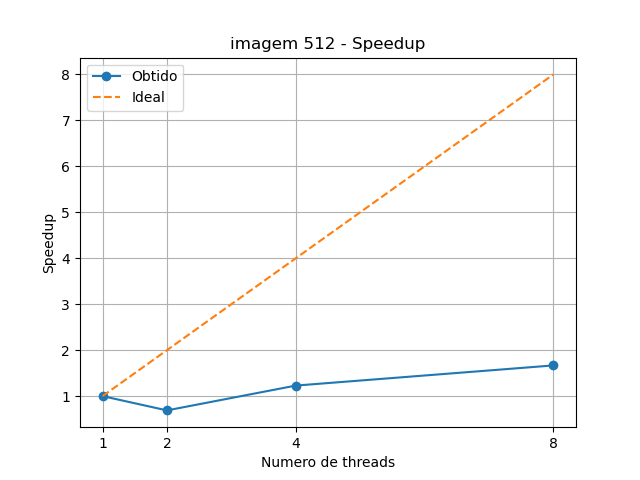 imagem 512 - Speedup
Obtido
Ideal
8
7
6
5
4
3
2
1
Speedup
1 2 4 8
Numero de threads